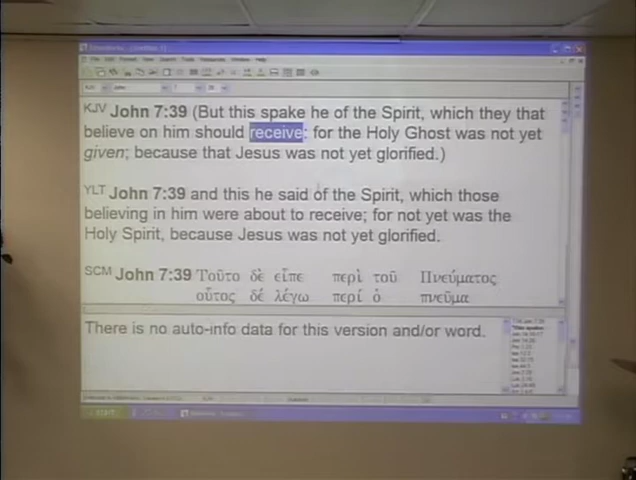 KJV John 7:39 (But this spake he of the Spirit, which they that
believe on him should receive: for the Holy Ghost was not yet
given; because that Jesus was not yet glorified.)
YLT John 7:39 and this he said of the Spirit, which those
believing in him were about to receive; for not yet was the
Holy Spirit, because Jesus was not yet glorified.
SCM John 7:39 Τοῦτο δὲ εἶπε περὶ τοῦ Πνεύματος
οὗτος δέ λέγω περί ὁ πνεῦμα
There is no auto-info data for this version and/or word.